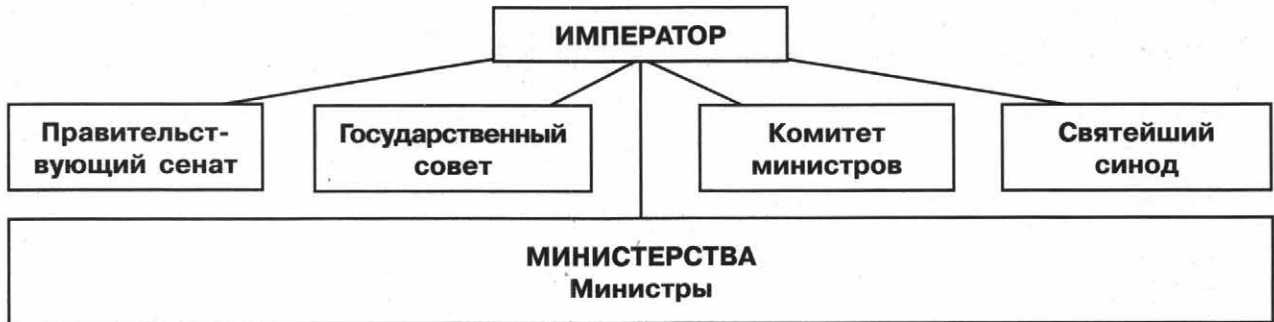 ИМПЕРАТОР
Правительст-
вующий сенат
Государственный
совет
Комитет
министров
Святейший
синод
МИНИСТЕРСТВА
Министры